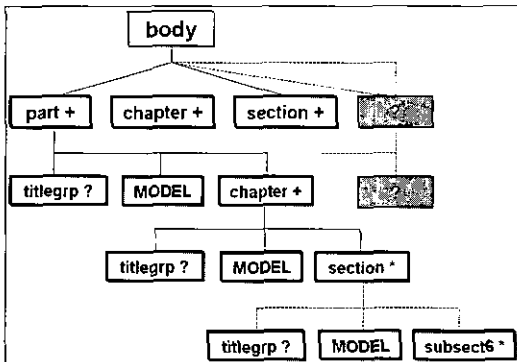 body
part + chapter + section + ??
titlegrp ? MODEL chapter +
titlegrp ? MODEL section *
titlegrp ? MODEL subsect6 *